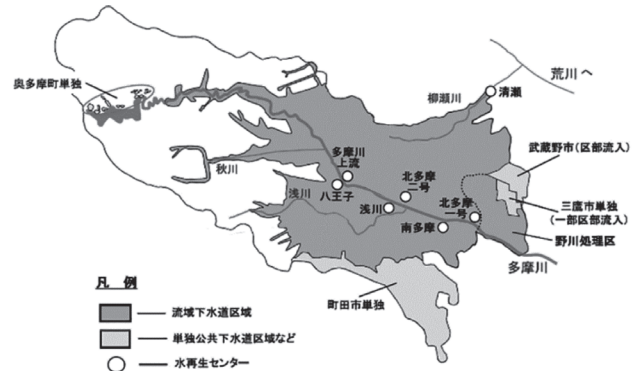 荒川 へ
奥多摩町単独
柳瀬川
清瀬
武蔵野市(区部流入)
多摩川
上流
北多摩
二号
秋川
三鷹市単独
(一部区部流入)
八王子
浅川
浅川
北多摩
一号
南多摩
野川処理区
多摩川
町田市単独
凡 例
流域下水道区域
単独公共下水道区域など
水再生センター